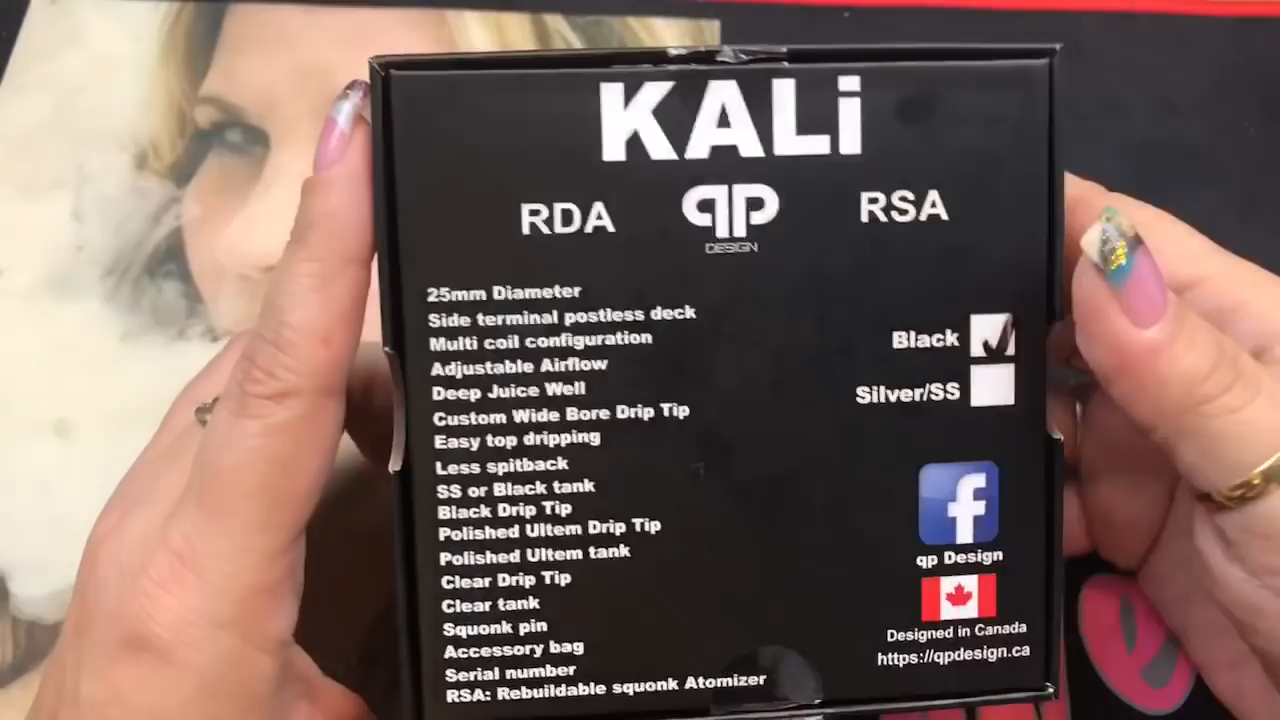 KALi
RDA
qp
DESIGN
RSA
25mm Diameter
Side terminal postless deck
Multi coil configuration
Adjustable Airflow
Deep Juice Well
Custom Wide Bore Drip Tip
Easy top dripping
Less spitback
SS or Black tank
Black Drip Tip
Polished Ultem Drip Tip
Polished Ultem tank
Clear Drip Tip
Clear tank
Squonk pin
Accessory bag
Serial number
RSA: Rebuildable squonk Atomizer
Black
Silver/SS
f
qp Design
Designed in Canada
https://qpdesign.ca
e